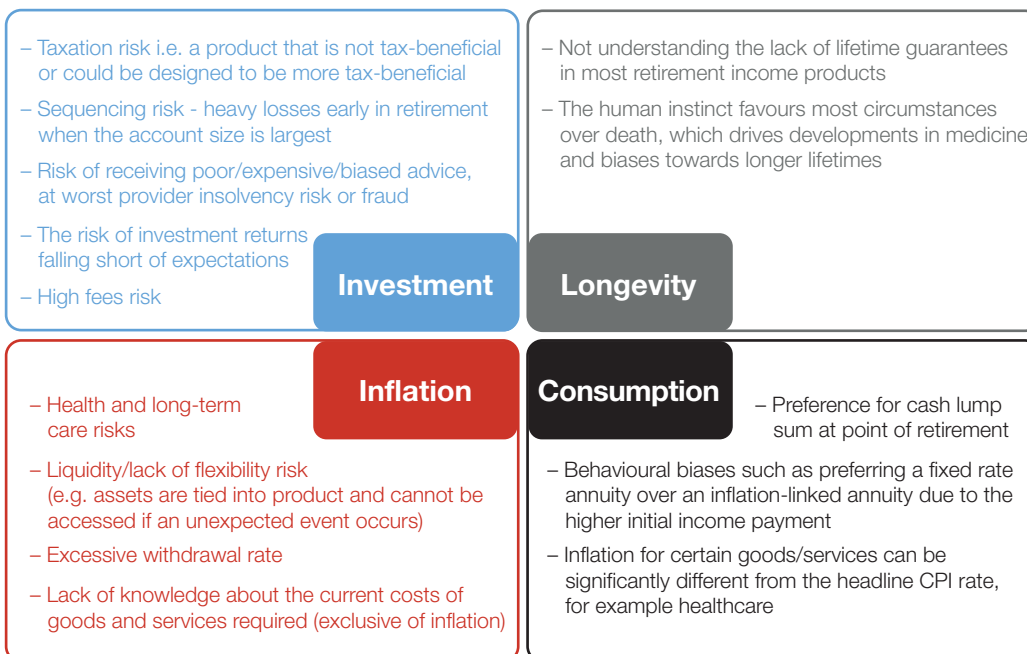 – Taxation risk i.e. a product that is not tax-beneficial
or could be designed to be more tax-beneficial
– Sequencing risk - heavy losses early in retirement
when the account size is largest
– Risk of receiving poor/expensive/biased advice,
at worst provider insolvency risk or fraud
– The risk of investment returns
falling short of expectations
– High fees risk
Investment
– Not understanding the lack of lifetime guarantees
in most retirement income products
– The human instinct favours most circumstances
over death, which drives developments in medicine
and biases towards longer lifetimes
Longevity
Inflation
– Health and long-term
care risks
– Liquidity/lack of flexibility risk
(e.g. assets are tied into product and cannot be
accessed if an unexpected event occurs)
– Excessive withdrawal rate
– Lack of knowledge about the current costs of
goods and services required (exclusive of inflation)
Consumption
– Preference for cash lump
sum at point of retirement
– Behavioural biases such as preferring a fixed rate
annuity over an inflation-linked annuity due to the
higher initial income payment
– Inflation for certain goods/services can be
significantly different from the headline CPI rate,
for example healthcare